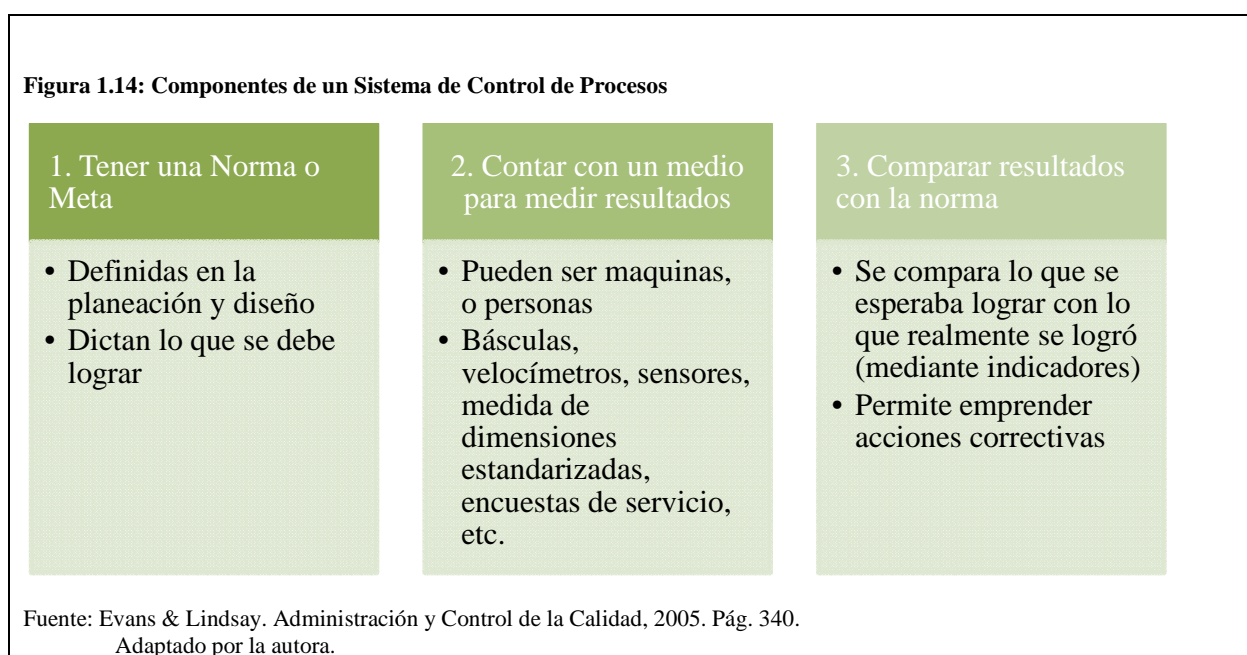 Figura 1.14: Componentes de un Sistema de Control de Procesos
1. Tener una Norma o
Meta
• Definidas en la
planeación y diseño
• Dictan lo que se debe
lograr
2. Contar con un medio
para medir resultados
• Pueden ser maquinas,
o personas
• Básculas,
velocímetros, sensores,
medida de
dimensiones
estandarizadas,
encuestas de servicio,
etc.
3. Comparar resultados
con la norma
• Se compara lo que se
esperaba lograr con lo
que realmente se logró
(mediante indicadores)
• Permite emprender
acciones correctivas
Fuente: Evans & Lindsay. Administración y Control de la Calidad, 2005. Pág. 340.
Adaptado por la autora.